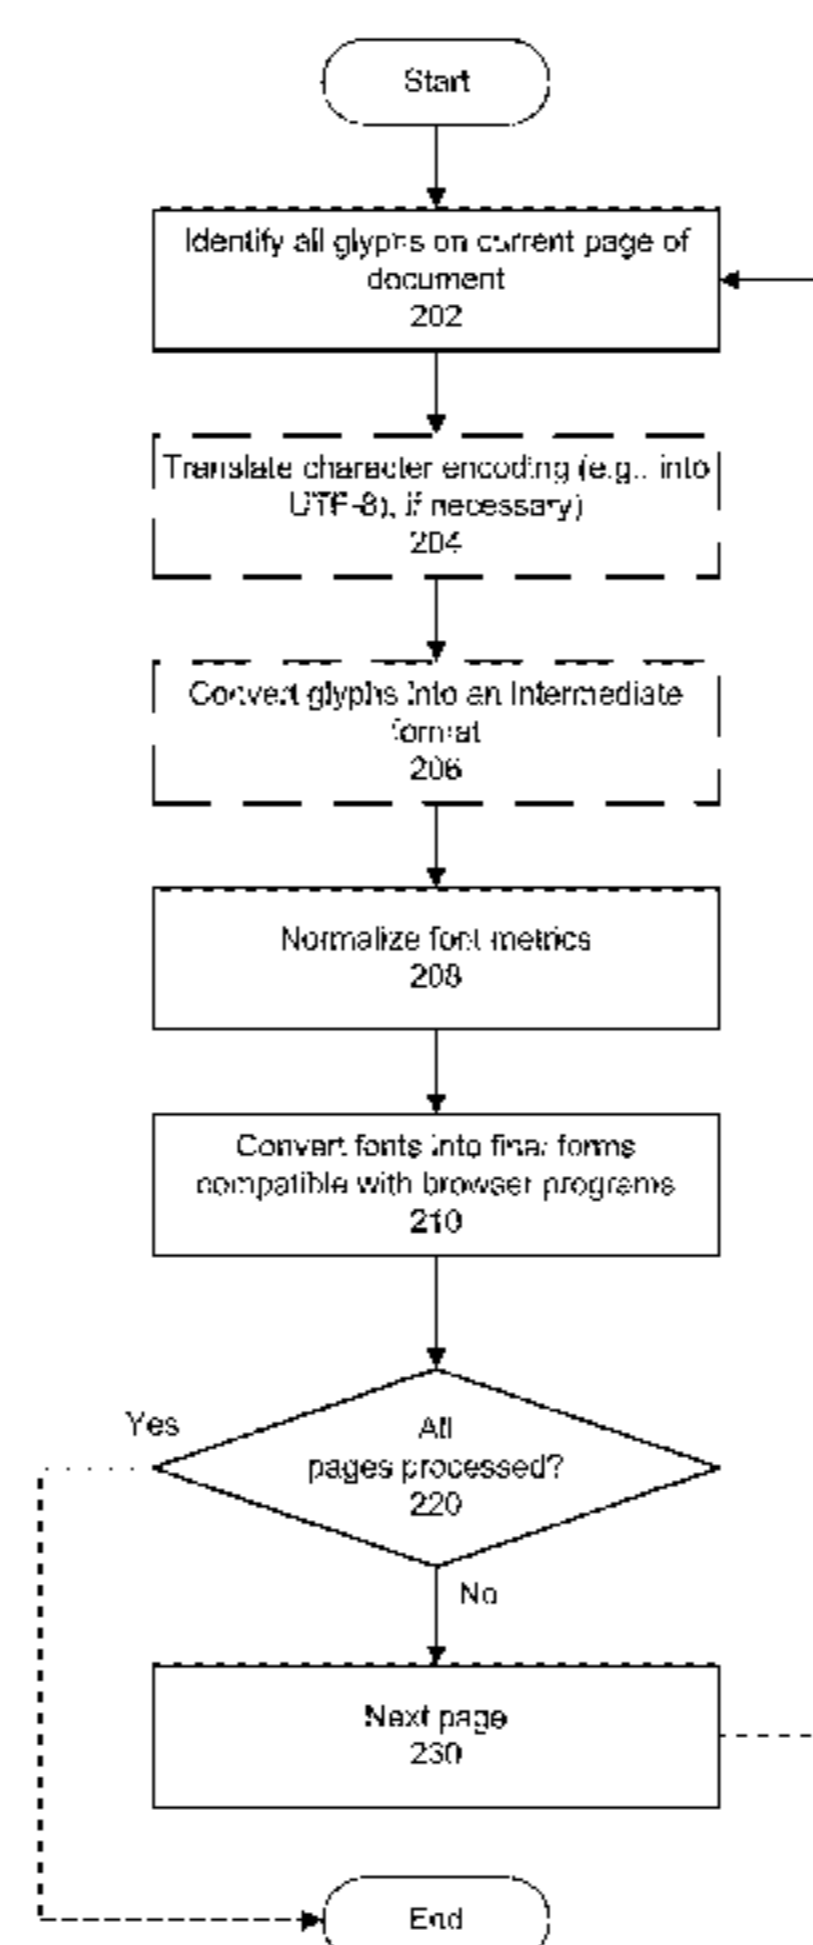 Start
Identify all glyphs on current page of
document
202
Translate character encoding (e.g., into
UTF-8), if necessary)
204
Convert glyphs into an intermediate
format
206
Normalize font metrics
208
Convert fonts into final forms
compatible with browser programs
210
Yes
All
pages processed?
220
No
Next page
230
End